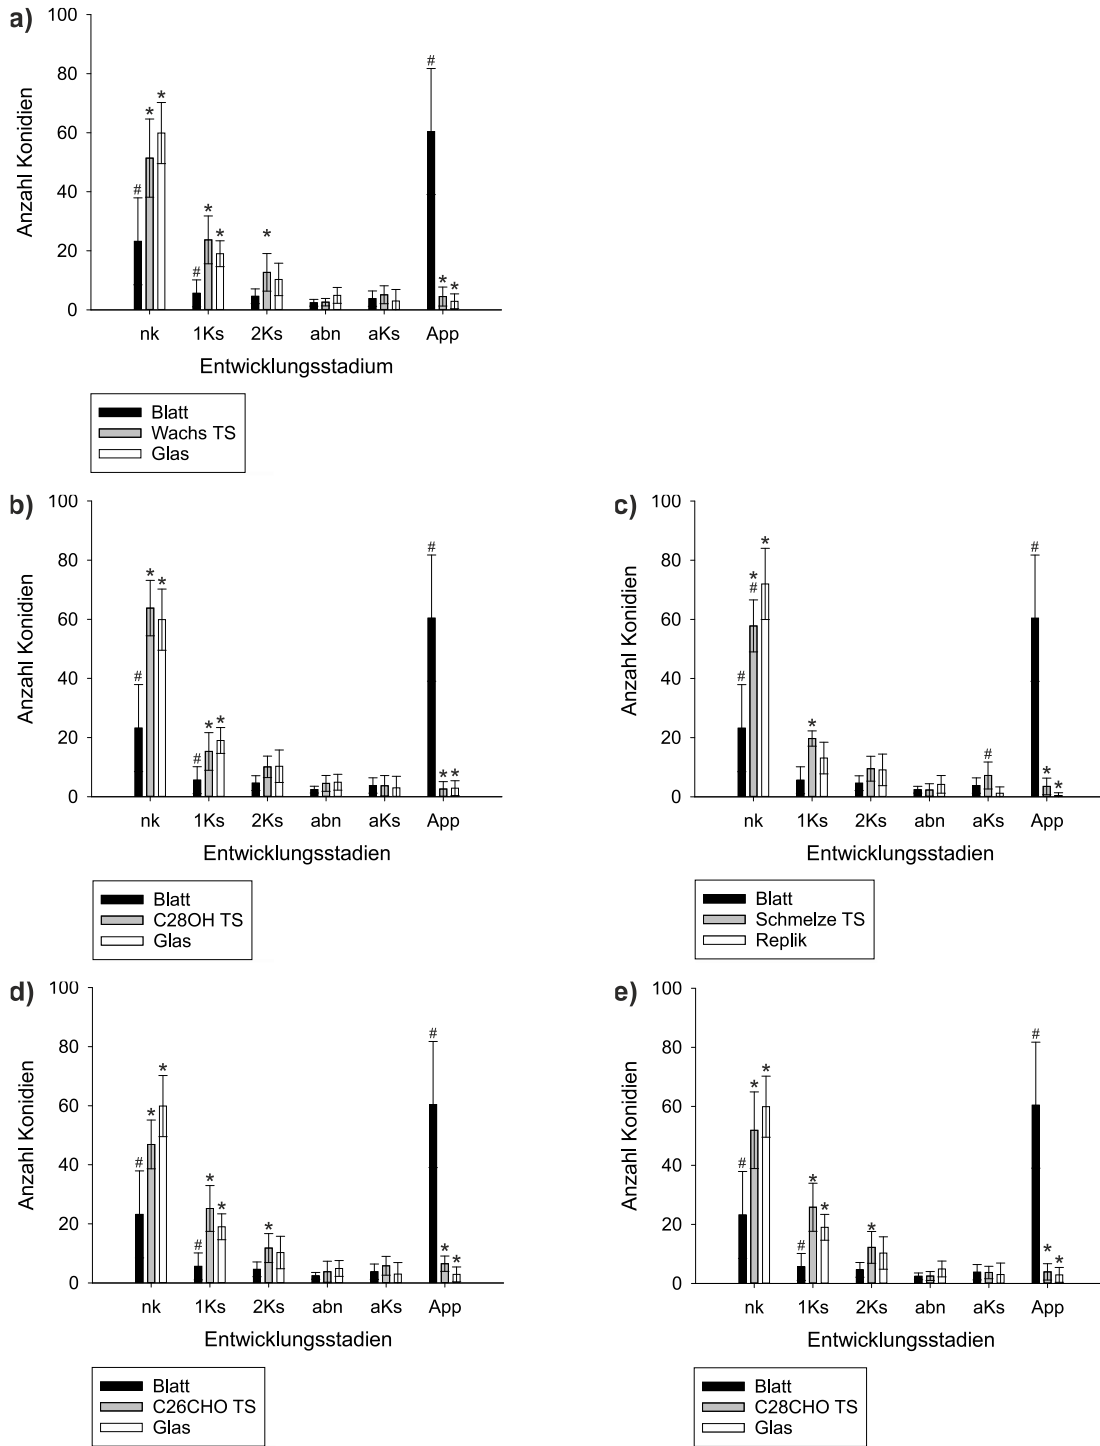 a)
100
80
60
40
20
0
Anzahl Konidien
# * *
# * *
*
#
* *
nk 1Ks 2Ks abn aKs App
Entwicklungsstadium
Blatt
Wachs TS
Glas
b)
100
80
60
40
20
0
Anzahl Konidien
# * *
# * *
#
* *
nk 1Ks 2Ks abn aKs App
Entwicklungsstadien
Blatt
C28OH TS
Glas
c)
100
80
60
40
20
0
Anzahl Konidien
# * # *
*
#
#
* *
nk 1Ks 2Ks abn aKs App
Entwicklungsstadien
Blatt
Schmelze TS
Replik
d)
100
80
60
40
20
0
Anzahl Konidien
# * *
# * *
*
#
* *
nk 1Ks 2Ks abn aKs App
Entwicklungsstadien
Blatt
C26CHO TS
Glas
e)
100
80
60
40
20
0
Anzahl Konidien
# * *
# * *
*
#
* *
nk 1Ks 2Ks abn aKs App
Entwicklungsstadien
Blatt
C28CHO TS
Glas